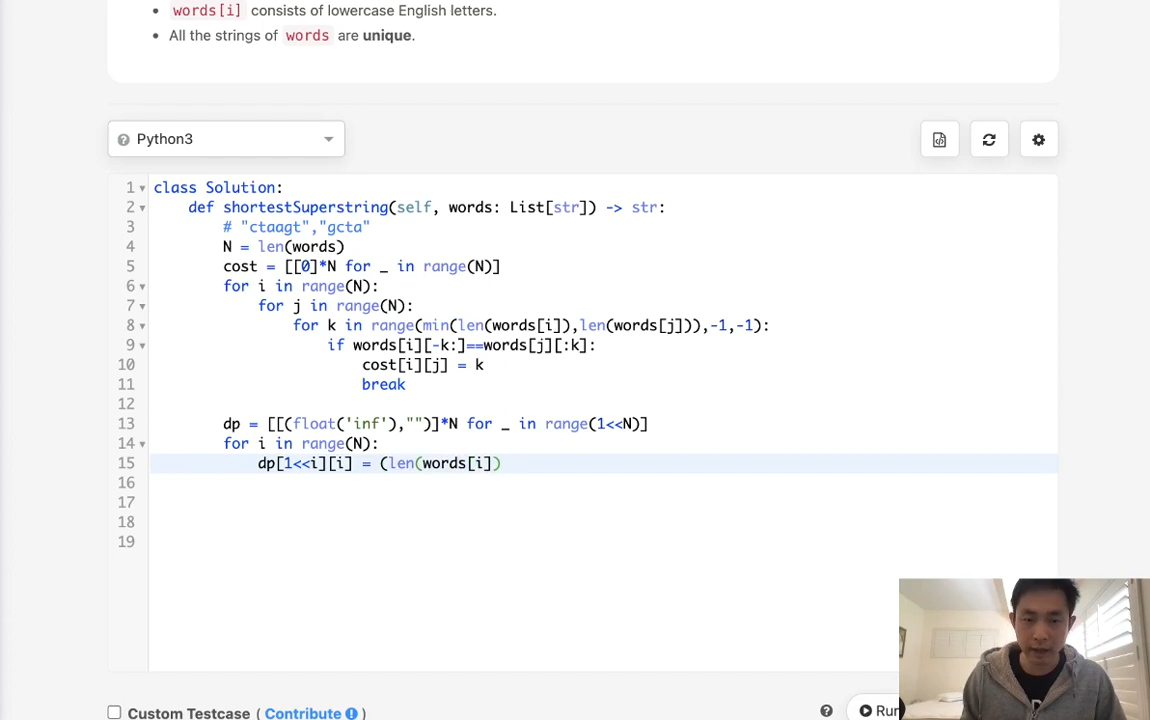 words[i] consists of lowercase English letters.
All the strings of words are unique.
Python3
1 class Solution:
2 def shortestSuperstring(self, words: List[str]) -> str:
3 # "ctaagt","gcta"
4 N = len(words)
5 cost = [[0]*N for _ in range(N)]
6 for i in range(N):
7 for j in range(N):
8 for k in range(min(len(words[i]),len(words[j])),-1,-1):
9 if words[i][-k:]==words[j][:k]:
10 cost[i][j] = k
11 break
12
13 dp = [[(float('inf'),"")]*N for _ in range(1<<N)]
14 for i in range(N):
15 dp[1<<i][i] = (len(words[i])
16
17
18
19
Custom Testcase ( Contribute )
Run